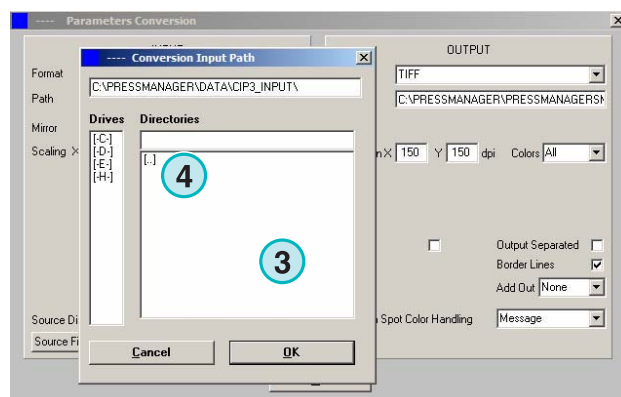 ---- Parameters Conversion
OUTPUT
---- Conversion Input Path
Format
TIFF
C:\PRESSMANAGER\DATA\CIP3_INPUT\
Path
C:\PRESSMANAGER\PRESSMANAGERSM
Drives Directories
Mirror
[-C-]
Scaling X
[-D-]
[..]
X 150 Y 150 dpi Colors All
[-E-]
[-H-]
4
3
Output Separated
Border Lines
Add Out None
Source Di
Spot Color Handling Message
Source Fi
Cancel OK